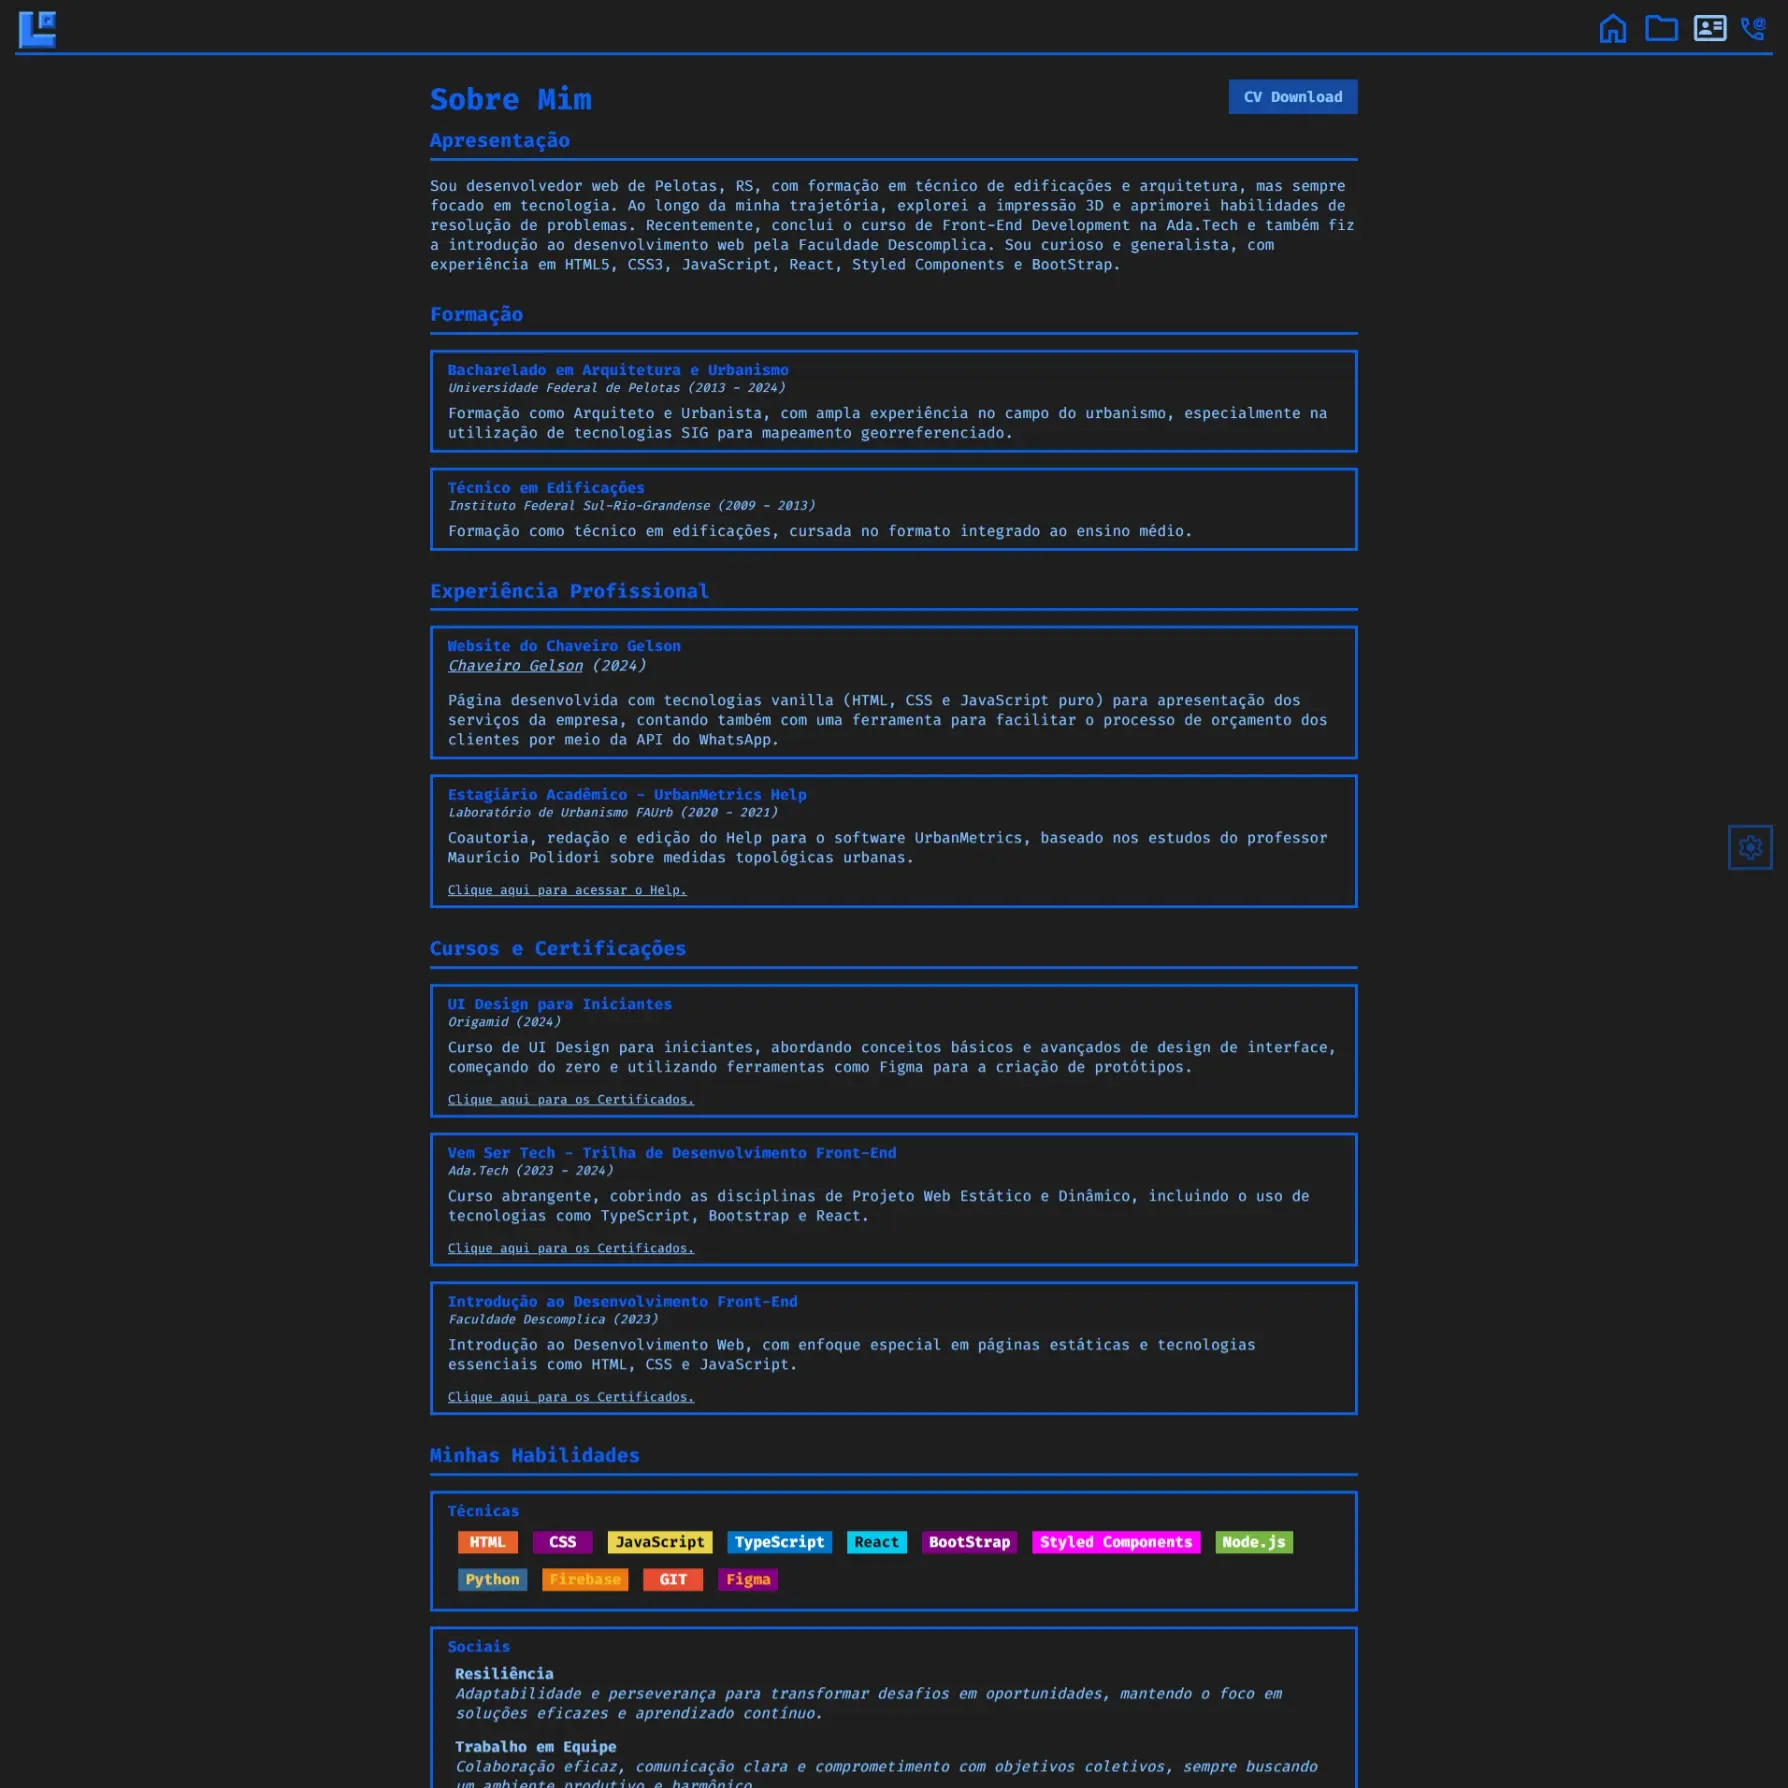 Sobre Mim
CV Download
Apresentação
Sou desenvolvedor web de Pelotas, RS, com formação em técnico de edificações e arquitetura, mas sempre
focado em tecnologia. Ao longo da minha trajetória, explorei a impressão 3D e aprimorei habilidades de
resolução de problemas. Recentemente, conclui o curso de Front-End Development na Ada.Tech e também fiz
a introdução ao desenvolvimento web pela Faculdade Descomplica. Sou curioso e generalista, com
experiência em HTML5, CSS3, JavaScript, React, Styled Components e BootStrap.
Formação
Bacharelado em Arquitetura e Urbanismo
Universidade Federal de Pelotas (2013 - 2024)
Formação como Arquiteto e Urbanista, com ampla experiência no campo do urbanismo, especialmente na
utilização de tecnologias SIG para mapeamento georreferenciado.
Técnico em Edificações
Instituto Federal Sul-Rio-Grandense (2009 - 2013)
Formação como técnico em edificações, cursada no formato integrado ao ensino médio.
Experiência Profissional
Website do Chaveiro Gelson
Chaveiro Gelson (2024)
Página desenvolvida com tecnologias vanilla (HTML, CSS e JavaScript puro) para apresentação dos
serviços da empresa, contando também com uma ferramenta para facilitar o processo de orçamento dos
clientes por meio da API do WhatsApp.
Estagiário Acadêmico - UrbanMetrics Help
Laboratório de Urbanismo FAUrb (2020 - 2021)
Coautoria, redação e edição do Help para o software UrbanMetrics, baseado nos estudos do professor
Maurício Polidori sobre medidas topológicas urbanas.
Clique aqui para acessar o Help.
Cursos e Certificações
UI Design para Iniciantes
Origamid (2024)
Curso de UI Design para iniciantes, abordando conceitos básicos e avançados de design de interface,
começando do zero e utilizando ferramentas como Figma para a criação de protótipos.
Clique aqui para os Certificados.
Vem Ser Tech - Trilha de Desenvolvimento Front-End
Ada.Tech (2023 - 2024)
Curso abrangente, cobrindo as disciplinas de Projeto Web Estático e Dinâmico, incluindo o uso de
tecnologias como TypeScript, Bootstrap e React.
Clique aqui para os Certificados.
Introdução ao Desenvolvimento Front-End
Faculdade Descomplica (2023)
Introdução ao Desenvolvimento Web, com enfoque especial em páginas estáticas e tecnologias
essenciais como HTML, CSS e JavaScript.
Clique aqui para os Certificados.
Minhas Habilidades
Técnicas
HTML CSS JavaScript TypeScript React BootStrap Styled Components Node.js
Python Firebase GIT Figma
Sociais
Resiliência
Adaptabilidade e perseverança para transformar desafios em oportunidades, mantendo o foco em
soluções eficazes e aprendizado contínuo.
Trabalho em Equipe
Colaboração eficaz, comunicação clara e comprometimento com objetivos coletivos, sempre buscando
um ambiente produtivo e harmônico.